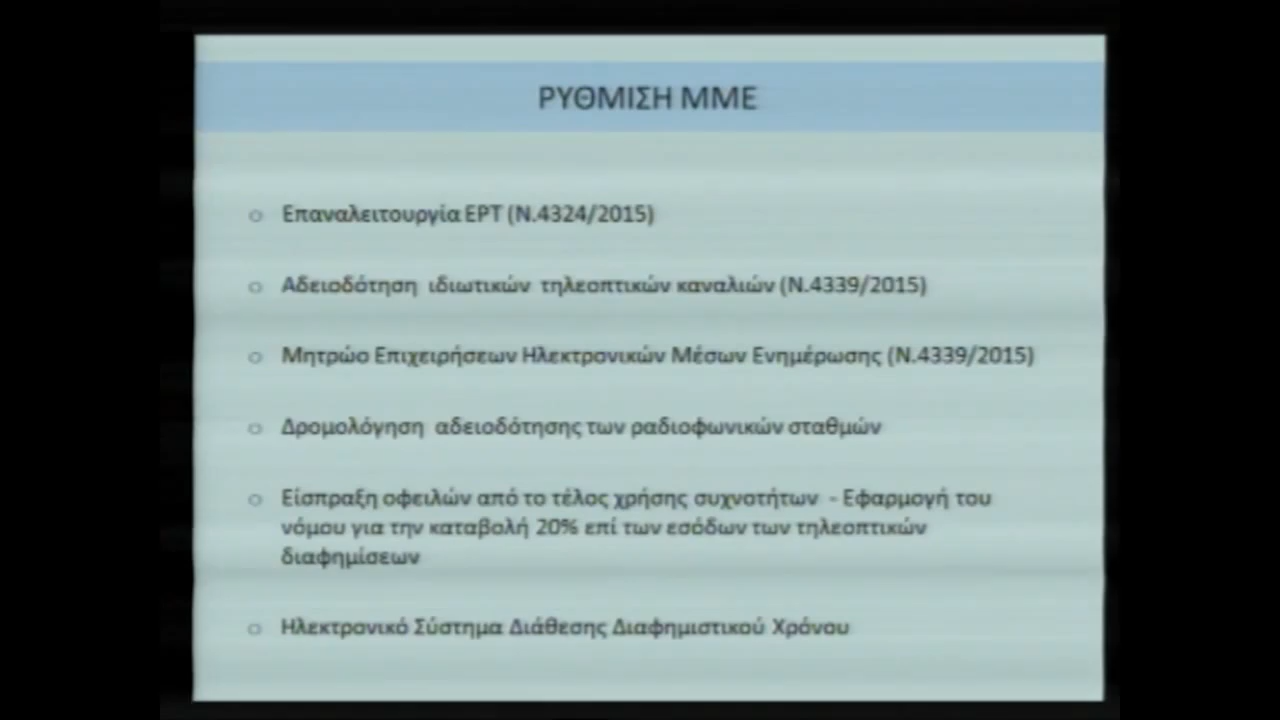 ΡΥΘΜΙΣΗ ΜΜΕ
Επαναλειτουργία ΕΡΤ (Ν.4324/2015)
Αδειοδότηση ιδιωτικών τηλεοπτικών καναλιών (Ν.4339/2015)
Μητρώο Επιχειρήσεων Ηλεκτρονικών Μέσων Ενημέρωσης (Ν.4339/2015)
Δρομολόγηση αδειοδότησης των ραδιοφωνικών σταθμών
Είσπραξη οφειλών από το τέλος χρήσης συχνοτήτων - Εφαρμογή του
νόμου για την καταβολή 20% επί των εσόδων των τηλεοπτικών
διαφημίσεων
Ηλεκτρονικό Σύστημα Διάθεσης Διαφημιστικού Χρόνου